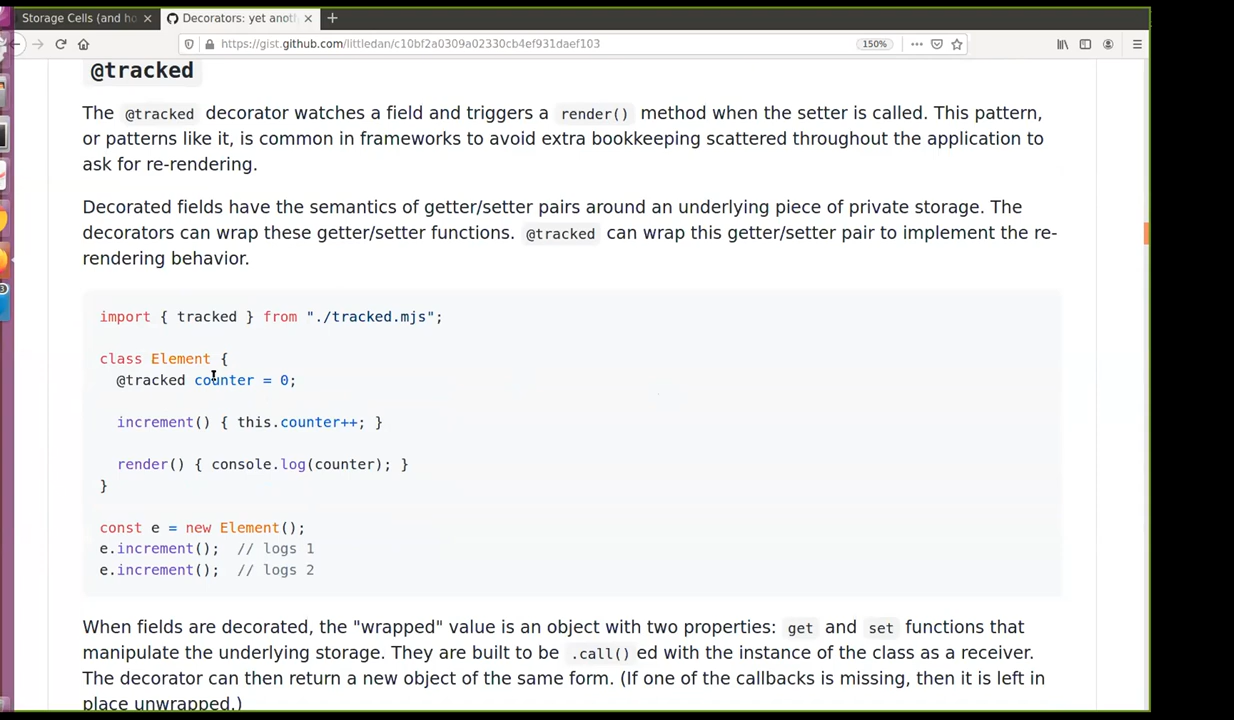 Storage Cells (and ho
Decorators: yet anoth
https://gist.github.com/littledan/c10bf2a0309a02330cb4ef931daef103
150%
@tracked
The @tracked decorator watches a field and triggers a render() method when the setter is called. This pattern,
or patterns like it, is common in frameworks to avoid extra bookkeeping scattered throughout the application to
ask for re-rendering.
Decorated fields have the semantics of getter/setter pairs around an underlying piece of private storage. The
decorators can wrap these getter/setter functions. @tracked can wrap this getter/setter pair to implement the re-
rendering behavior.
import { tracked } from "./tracked.mjs";
class Element {
@tracked counter = 0;
increment() { this.counter++; }
render() { console.log(counter); }
}
const e = new Element();
e.increment();  // logs 1
e.increment();  // logs 2
When fields are decorated, the "wrapped" value is an object with two properties: get and set functions that
manipulate the underlying storage. They are built to be .call() ed with the instance of the class as a receiver.
The decorator can then return a new object of the same form. (If one of the callbacks is missing, then it is left in
place unwrapped.)